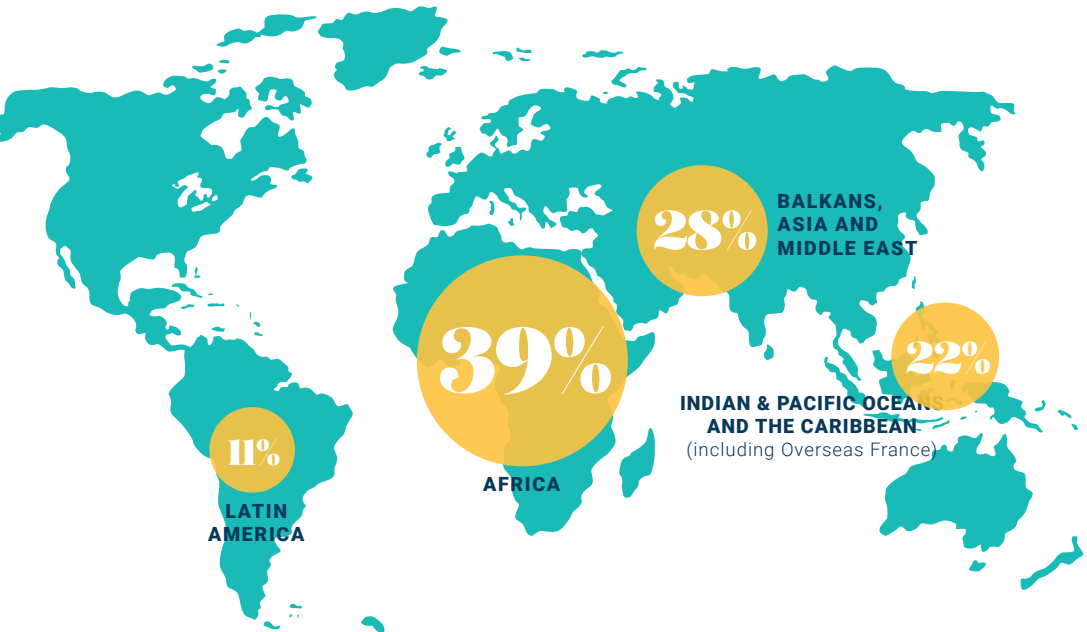 28%
BALKANS,
ASIA AND
MIDDLE EAST
39%
AFRICA
22%
INDIAN & PACIFIC OCEANS
AND THE CARIBBEAN
(including Overseas France)
11%
LATIN
AMERICA